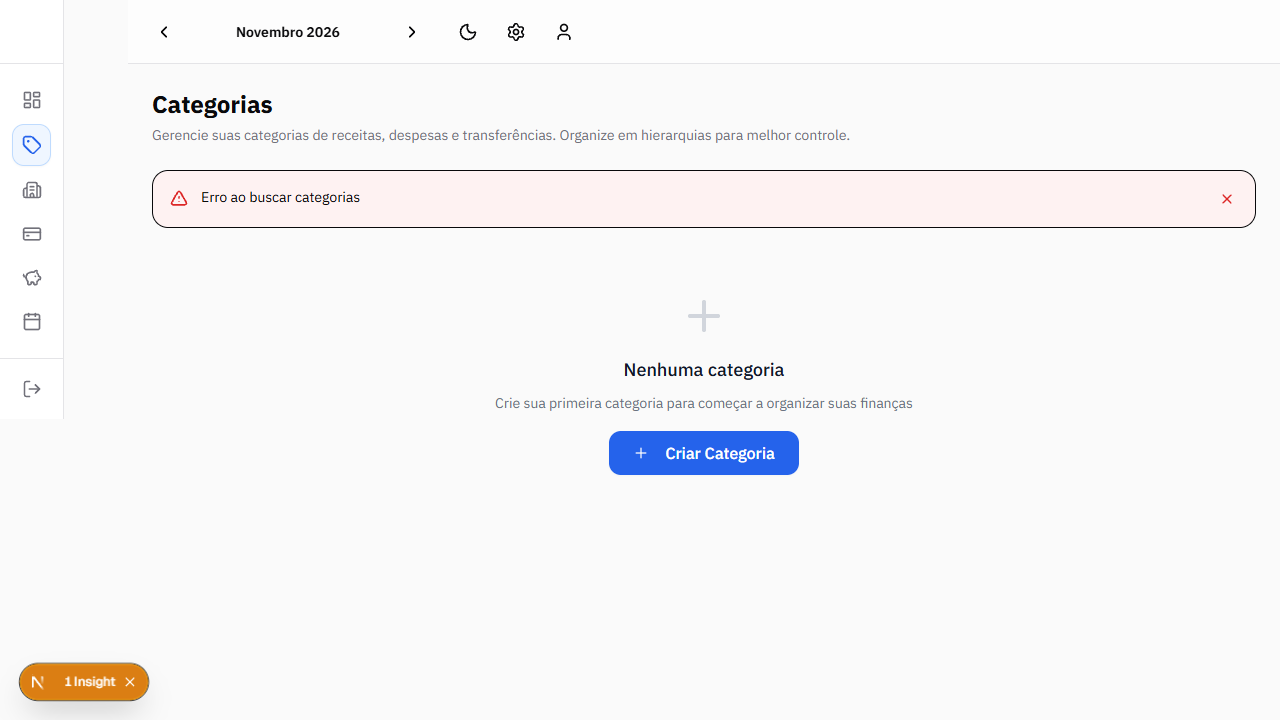 Novembro 2026
Categorias
Gerencie suas categorias de receitas, despesas e transferências. Organize em hierarquias para melhor controle.
Erro ao buscar categorias
Nenhuma categoria
Crie sua primeira categoria para começar a organizar suas finanças
Criar Categoria
N 1 Insight